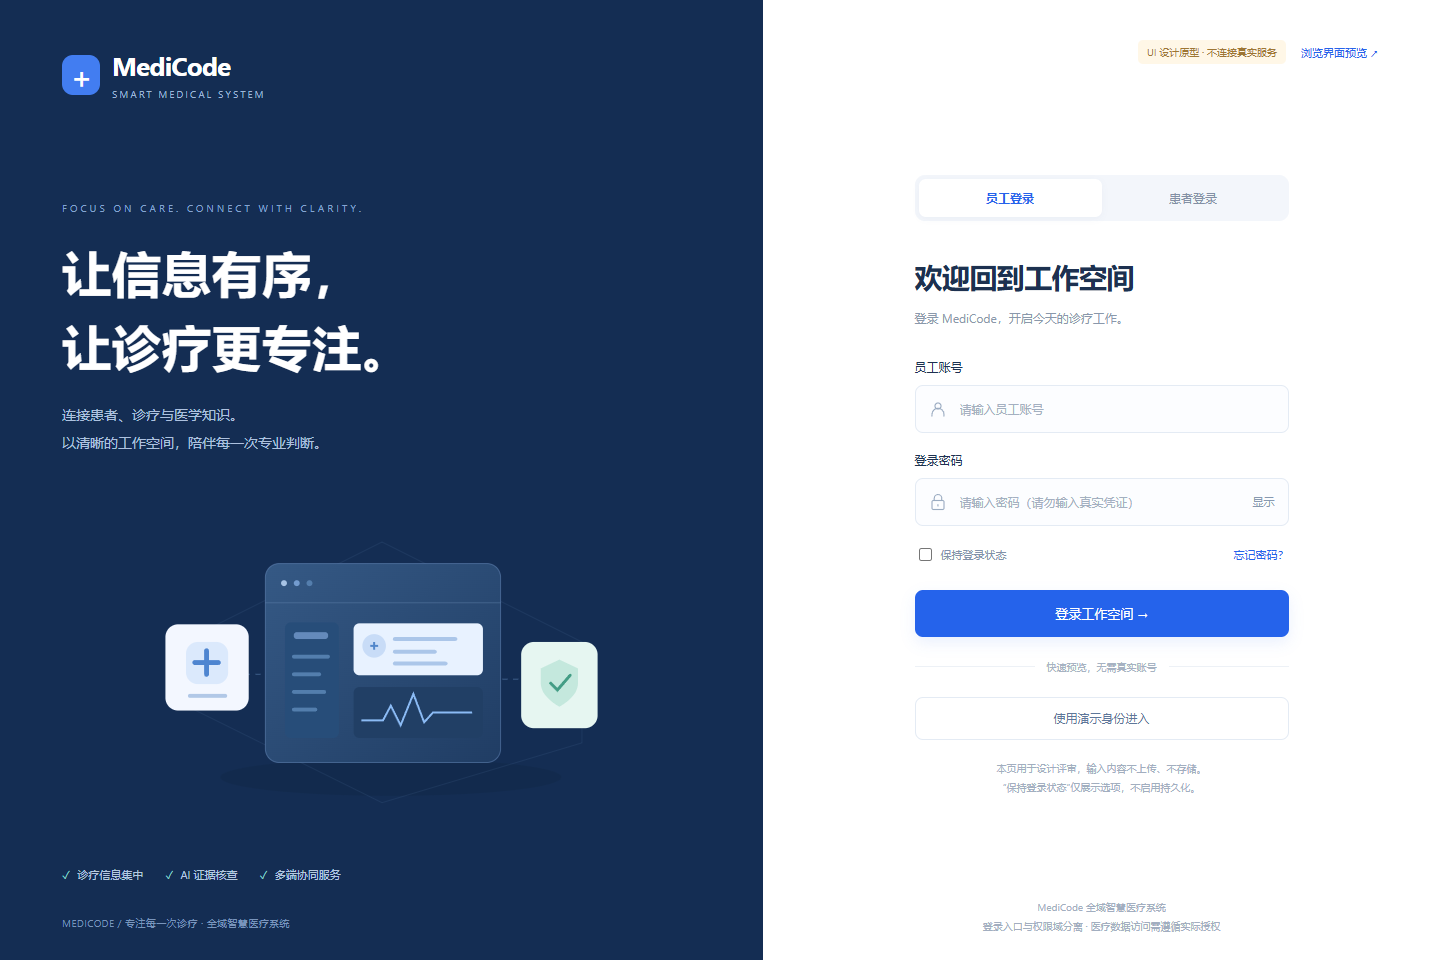 MediCode
SMART MEDICAL SYSTEM
FOCUS ON CARE. CONNECT WITH CLARITY.
让信息有序，
让诊疗更专注。
连接患者、诊疗与医学知识。
以清晰的工作空间，陪伴每一次专业判断。
✓ 诊疗信息集中 ✓ AI 证据核查 ✓ 多端协同服务
MEDICODE / 专注每一次诊疗 · 全域智慧医疗系统
UI 设计原型 · 不连接真实服务 浏览界面预览 ↗
员工登录 患者登录
欢迎回到工作空间
登录 MediCode，开启今天的诊疗工作。
员工账号
请输入员工账号
登录密码
请输入密码（请勿输入真实凭证） 显示
保持登录状态 忘记密码？
登录工作空间 →
快速预览，无需真实账号
使用演示身份进入
本页用于设计评审，输入内容不上传、不存储。
"保持登录状态"仅展示选项，不启用持久化。
MediCode 全域智慧医疗系统
登录入口与权限域分离 · 医疗数据访问需遵循实际授权